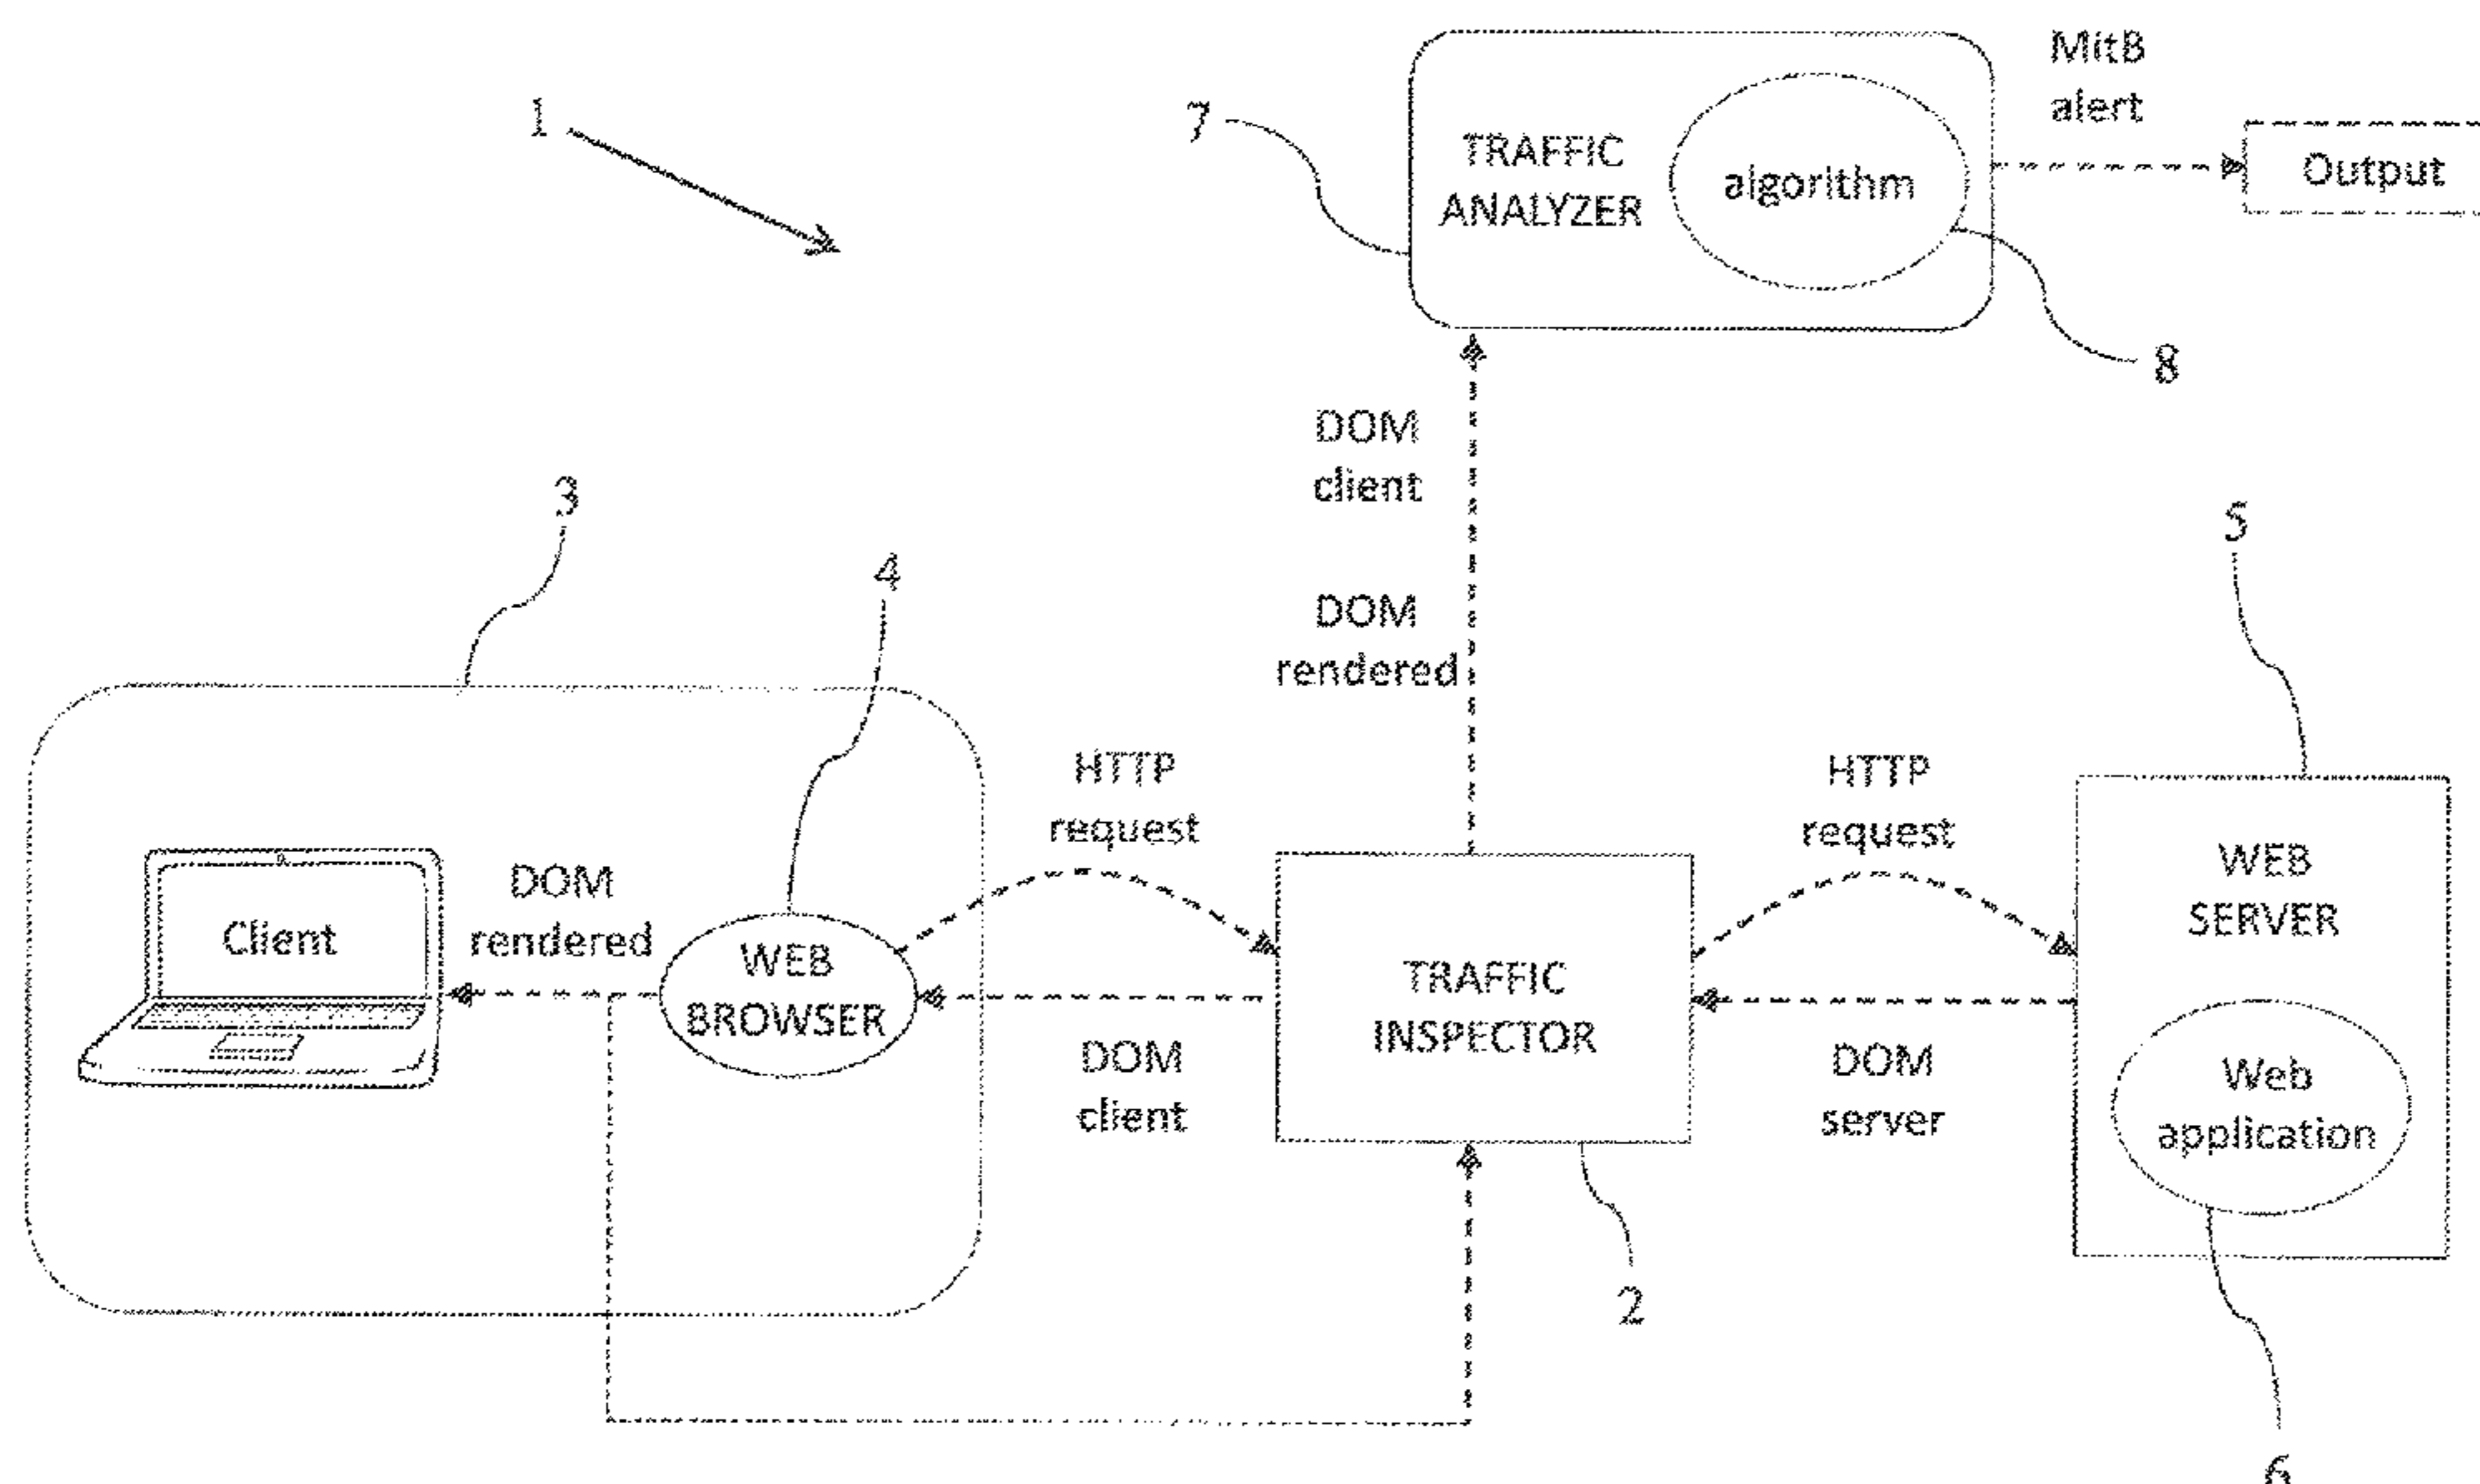 MitB
alert
1
7
TRAFFIC
ANALYZER
algorithm
Output
8
DOM
client
3
5
4
DOM
rendered
HTTP
request
HTTP
request
WEB
SERVER
DOM
rendered
Client
WEB
BROWSER
TRAFFIC
INSPECTOR
DOM
client
DOM
server
Web
application
2
6